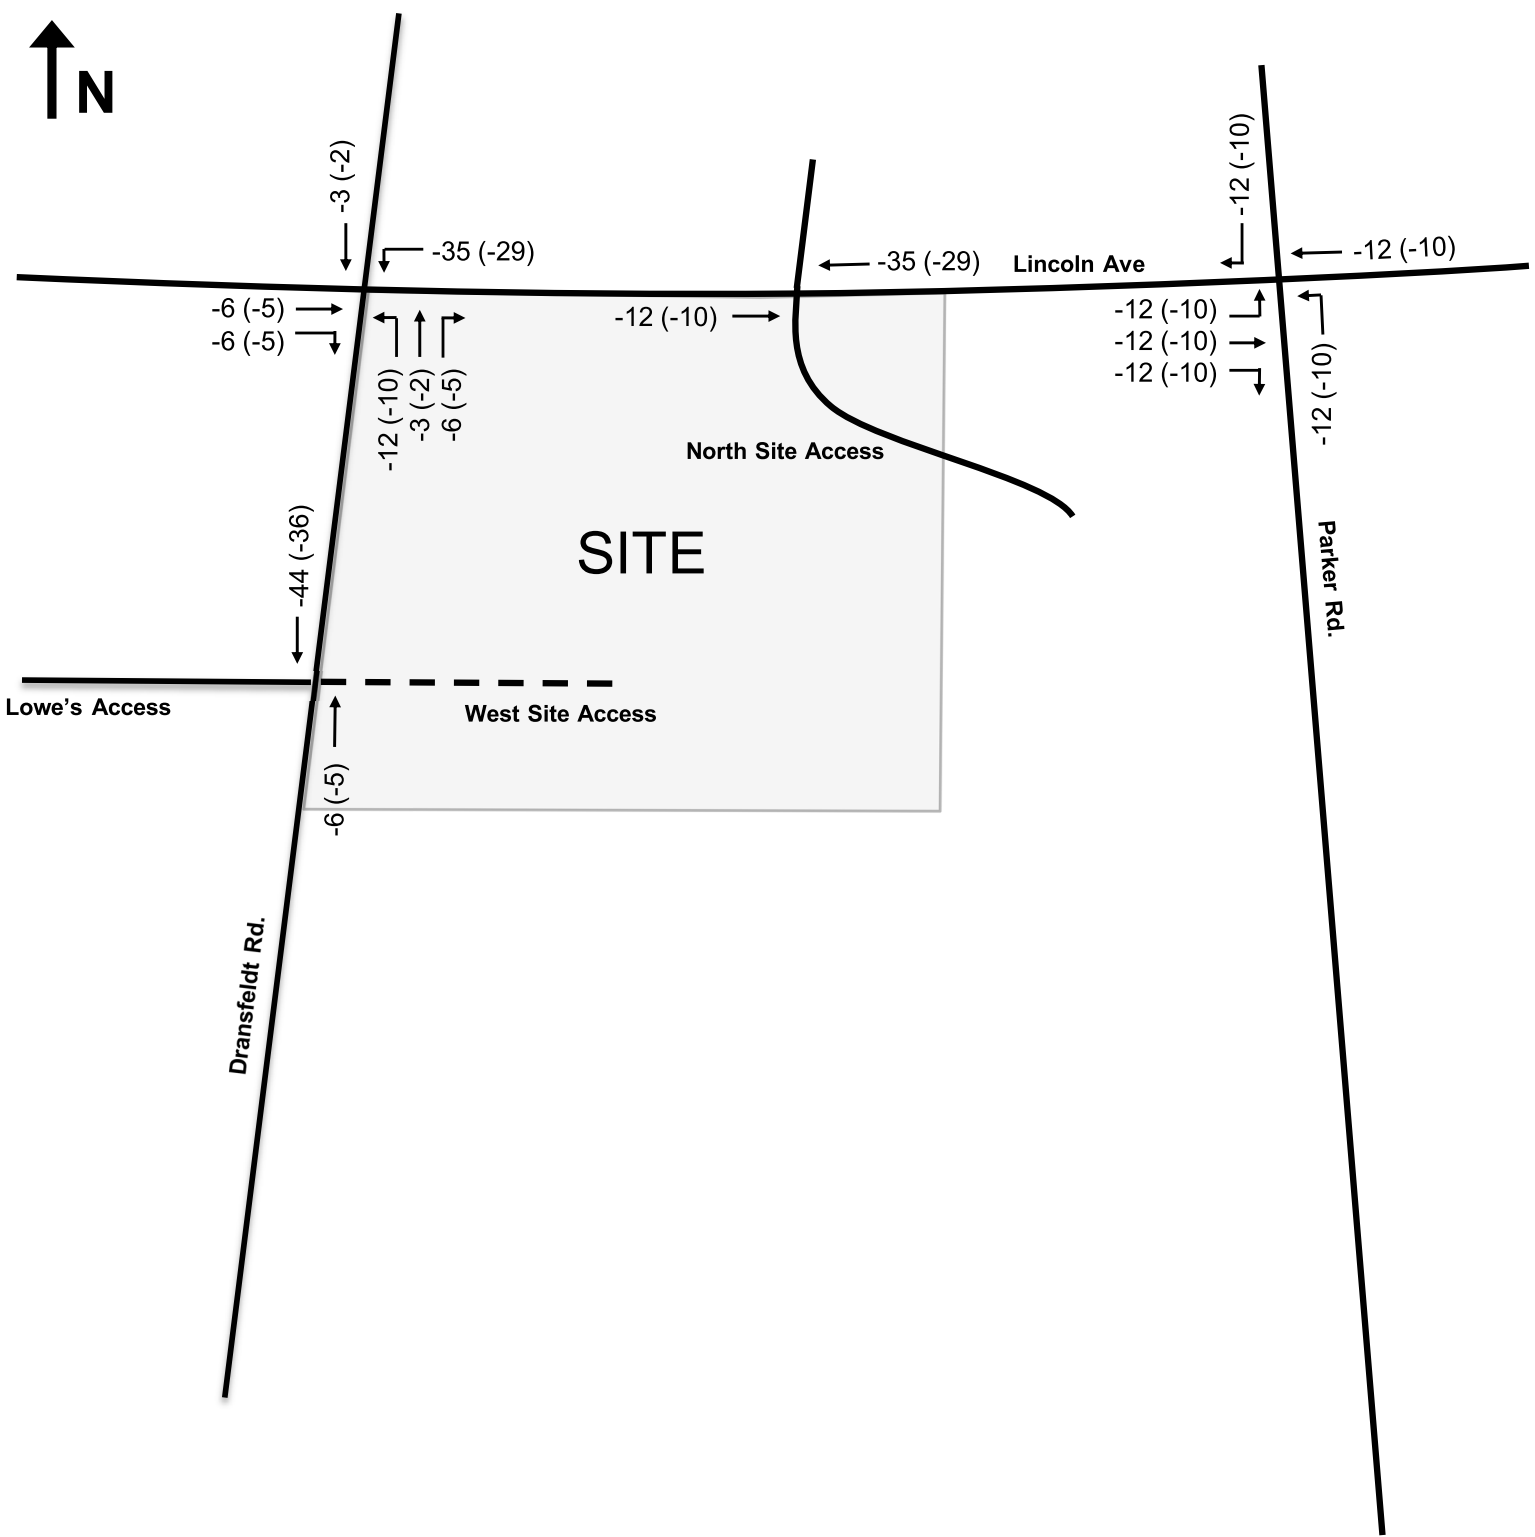 N
-3 (-2)
-12 (-10)
-35 (-29)
-35 (-29)
Lincoln Ave
-12 (-10)
-6 (-5)
-6 (-5)
-12 (-10)
-12 (-10)
-12 (-10)
-12 (-10)
-12 (-10)
-12 (-10)
-3 (-2)
-6 (-5)
North Site Access
SITE
-44 (-36)
Parker Rd.
Lowe's Access
West Site Access
-6 (-5)
Dransfeldt Rd.